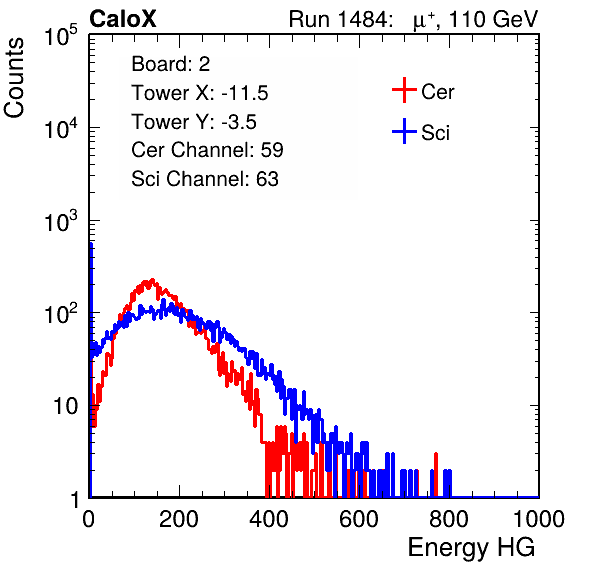 CaloX Run 1484: μ⁺, 110 GeV
Counts
10⁵
10⁴
10³
10²
10
1
Board: 2
Tower X: -11.5
Tower Y: -3.5
Cer Channel: 59
Sci Channel: 63
Cer
Sci
0 200 400 600 800 1000
Energy HG